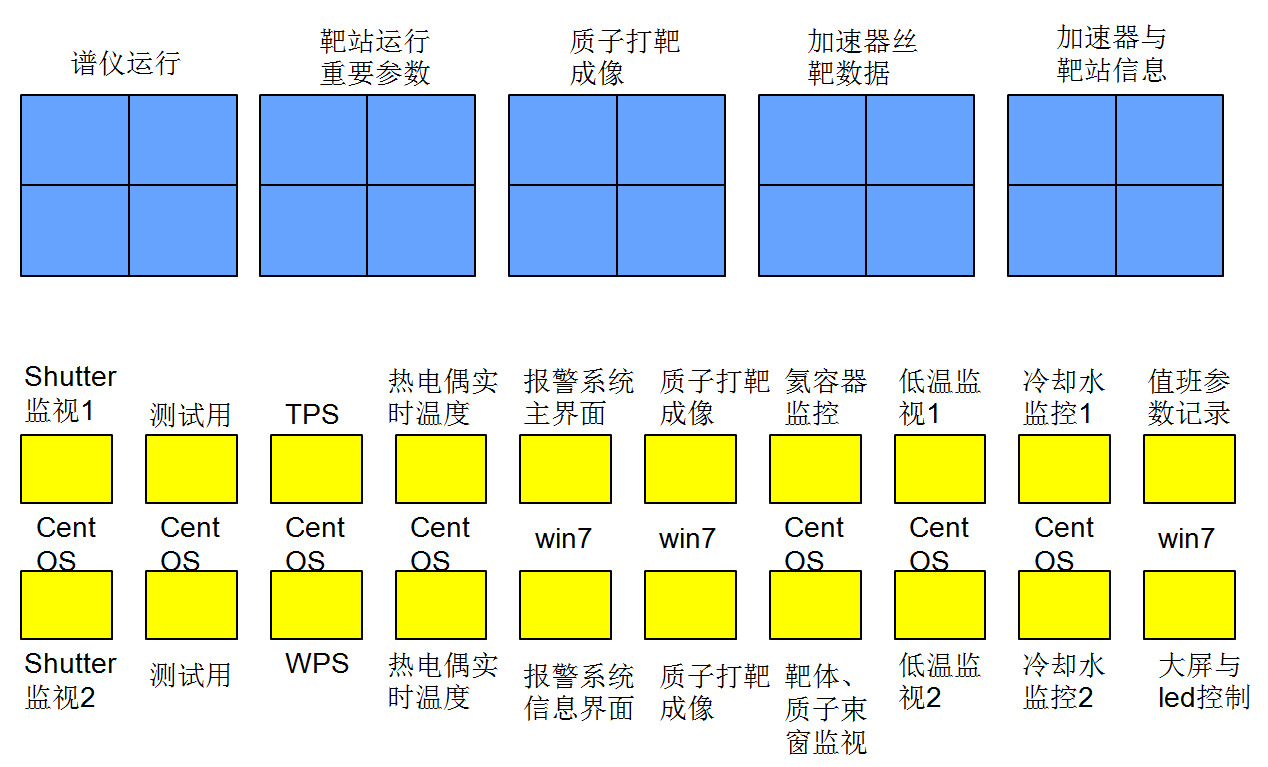 谱仪运行
靶站运行
重要参数
质子打靶
成像
加速器丝
靶数据
加速器与
靶站信息
Shutter
监视1
测试用
TPS
热电偶实
时温度
报警系统
主界面
质子打靶
成像
氦容器
监控
低温监
视1
冷却水
监控1
值班参
数记录
Cent
OS
Cent
OS
Cent
OS
Cent
OS
win7
win7
Cent
OS
Cent
OS
Cent
OS
win7
Shutter
监视2
测试用
WPS
热电偶实
时温度
报警系统
信息界面
质子打靶
成像
靶体、
质子束
窗监视
低温监
视2
冷却水
监控2
大屏与
led控制